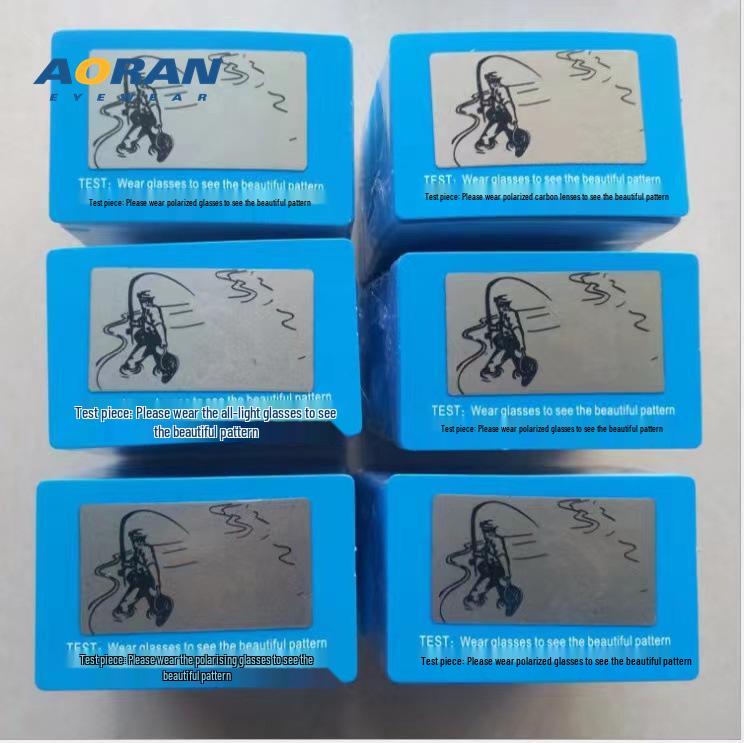 AORAN
EYEWEAR
TEST: Wear glasses to see the beautiful pattern
Test piece: Please wear polarized glasses to see the beautiful pattern
TEST: Wear glasses to see the beautiful pattern
Test piece: Please wear polarized carbon lenses to see the beautiful pattern
to see the beautiful pattern
Test piece: Please wear the all-light glasses to see
the beautiful pattern
TEST: Wear glasses to see the beautiful pattern
Test piece: Please wear polarized glasses to see the beautiful pattern
TEST: Wear glasses to see the beautiful pattern
Test piece: Please wear the polarising glasses to see the
beautiful pattern
TEST: Wear glasses to see the beautiful pattern
Test piece: Please wear polarized glasses to see the beautiful pattern